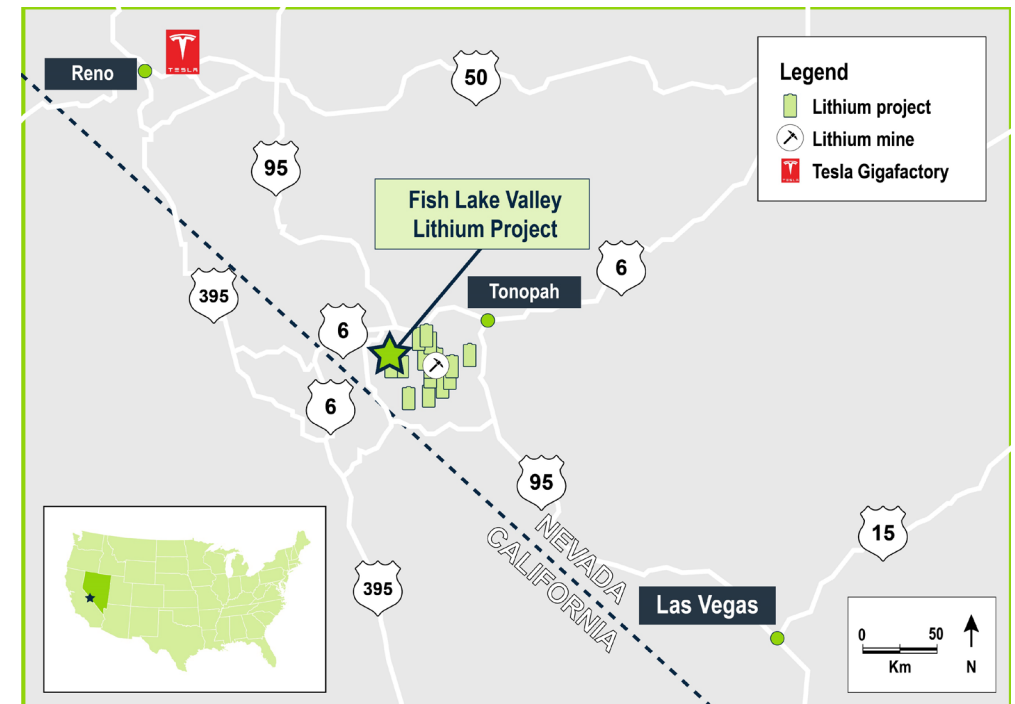 Reno
TESLA
50
Legend
Lithium project
Lithium mine
TESLA
Tesla Gigafactory
95
Fish Lake Valley
Lithium Project
6
395
Tonopah
6
6
95
NEVADA
CALIFORNIA
15
395
Las Vegas
0 50
Km N